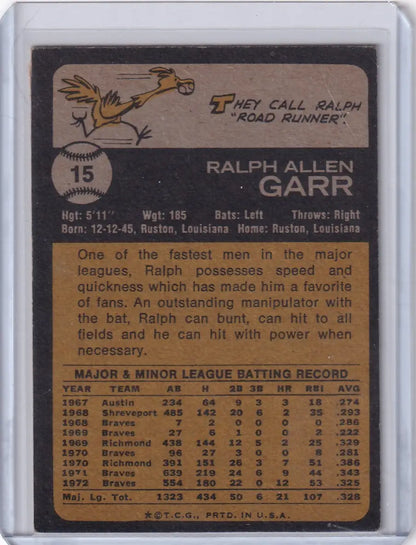 THEY CALL RALPH
"ROAD RUNNER".
15
RALPH ALLEN
GARR
Hgt: 5'11" Wgt: 185 Bats: Left Throws: Right
Born: 12-12-45, Ruston, Louisiana Home: Ruston, Louisiana
One of the fastest men in the major
leagues, Ralph possesses speed and
quickness which has made him a favorite
of fans. An outstanding manipulator with
the bat, Ralph can bunt, can hit to all
fields and he can hit with power when
necessary.
MAJOR & MINOR LEAGUE BATTING RECORD
YEAR TEAM AB H 2B 3B HR RBI AVG
1967 Austin 234 64 9 3 3 18 .274
1968 Shreveport 485 142 20 6 2 35 .293
1968 Braves 7 2 0 0 0 0 .286
1969 Braves 27 6 1 0 0 2 .222
1969 Richmond 438 144 12 5 2 25 .329
1970 Braves 96 27 3 0 0 8 .281
1970 Richmond 391 151 26 3 7 51 .386
1971 Braves 639 219 24 6 9 44 .343
1972 Braves 554 180 22 0 12 53 .325
Maj. Lg. Tot. 1323 434 50 6 21 107 .328
*© T.C.G., PRTD. IN U.S.A.